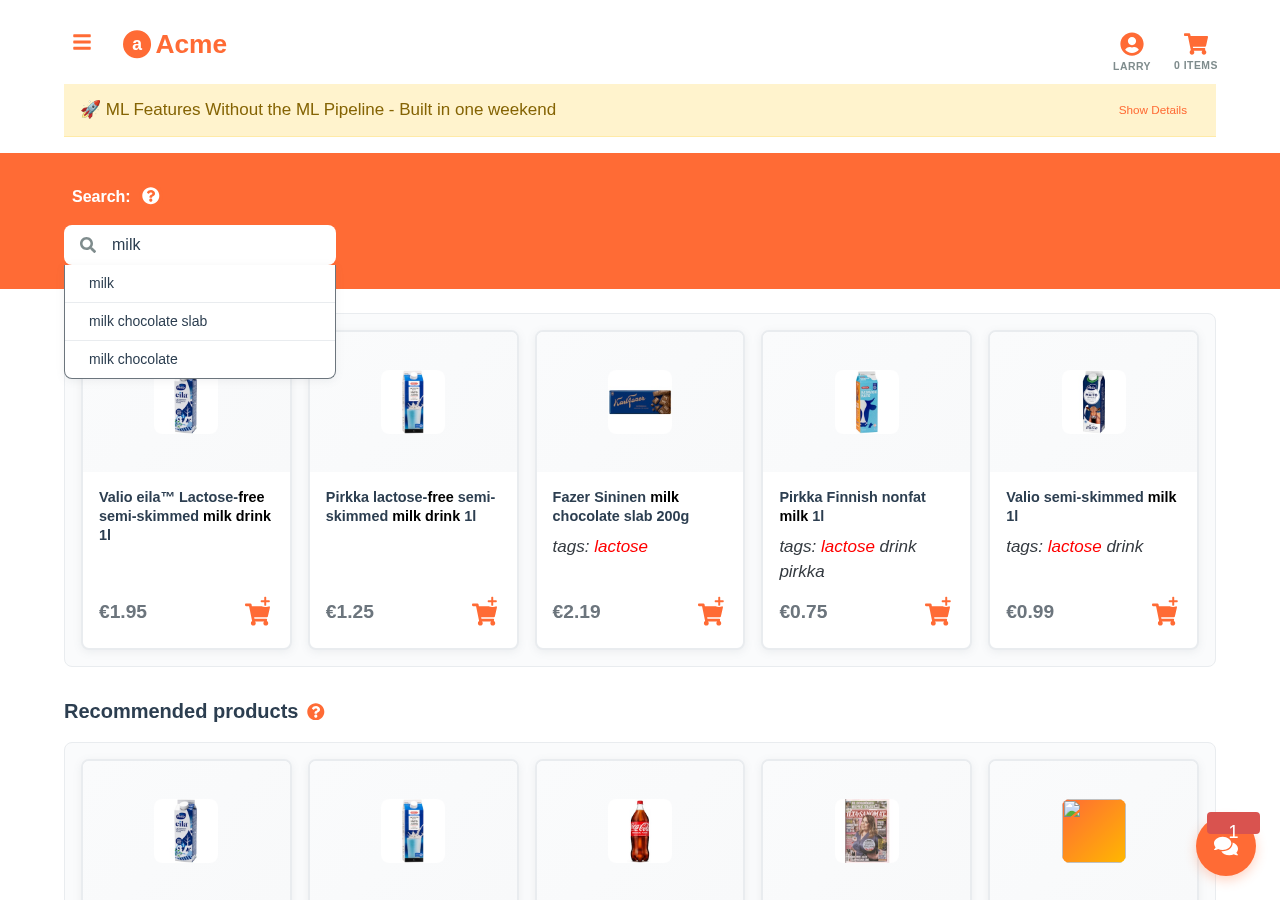 a Acme
LARRY
0 ITEMS
🚀 ML Features Without the ML Pipeline - Built in one weekend
Show Details
Search:
milk
milk
milk chocolate slab
milk chocolate
Valio eila™ Lactose-free
semi-skimmed milk drink
1l
€1.95
Pirkka lactose-free semi-
skimmed milk drink 1l
€1.25
Fazer Sininen milk
chocolate slab 200g
tags: lactose
€2.19
Pirkka Finnish nonfat
milk 1l
tags: lactose drink
pirkka
€0.75
Valio semi-skimmed milk
1l
tags: lactose drink
€0.99
Recommended products
1